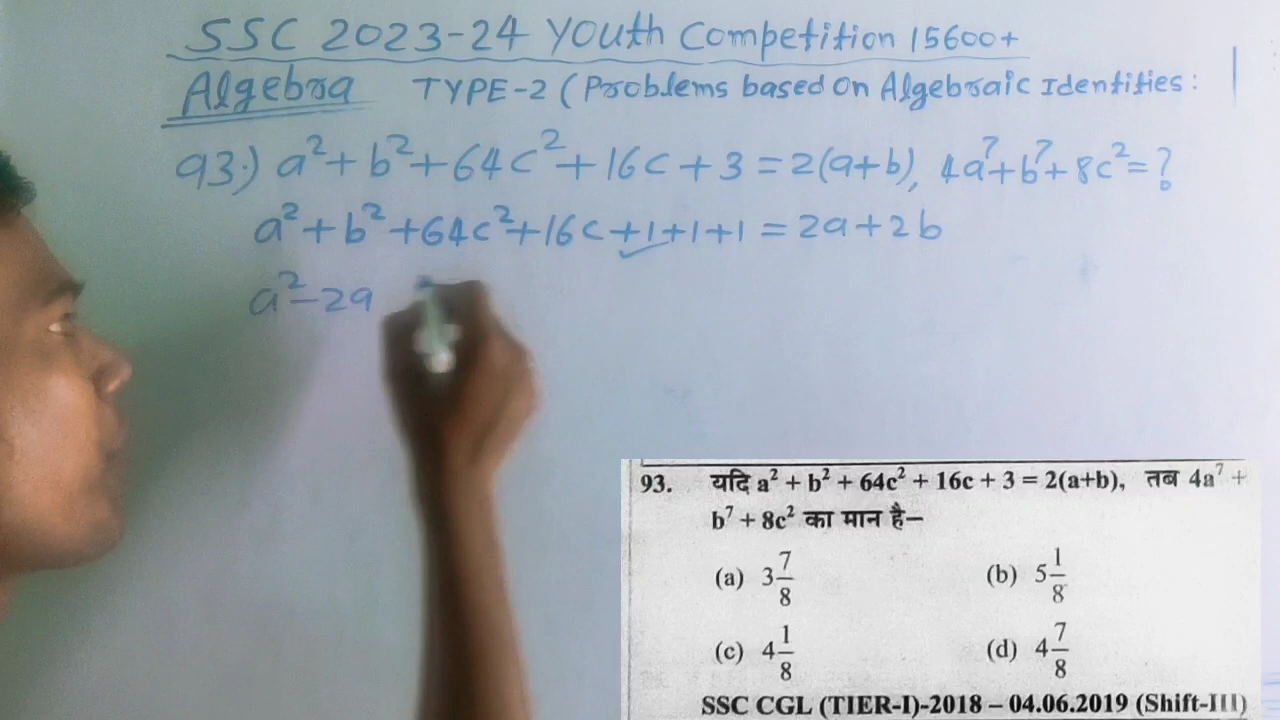 SSC 2023-24 Youth Competition 15600+
Algebra TYPE-2 (Problems based on Algebraic Identities:
93.) a²+b²+64c²+16c+3=2(a+b), 4a⁷+b⁷+8c²=?
a²+b²+64c²+16c+1+1+1=2a+2b
a²-2a
93. यदि a² + b² + 64c² + 16c + 3 = 2(a+b), तब 4a⁷ +
b⁷ + 8c² का मान है–
(a) 3 7/8 (b) 5 1/8
(c) 4 1/8 (d) 4 7/8
SSC CGL (TIER-I)-2018 – 04.06.2019 (Shift-III)